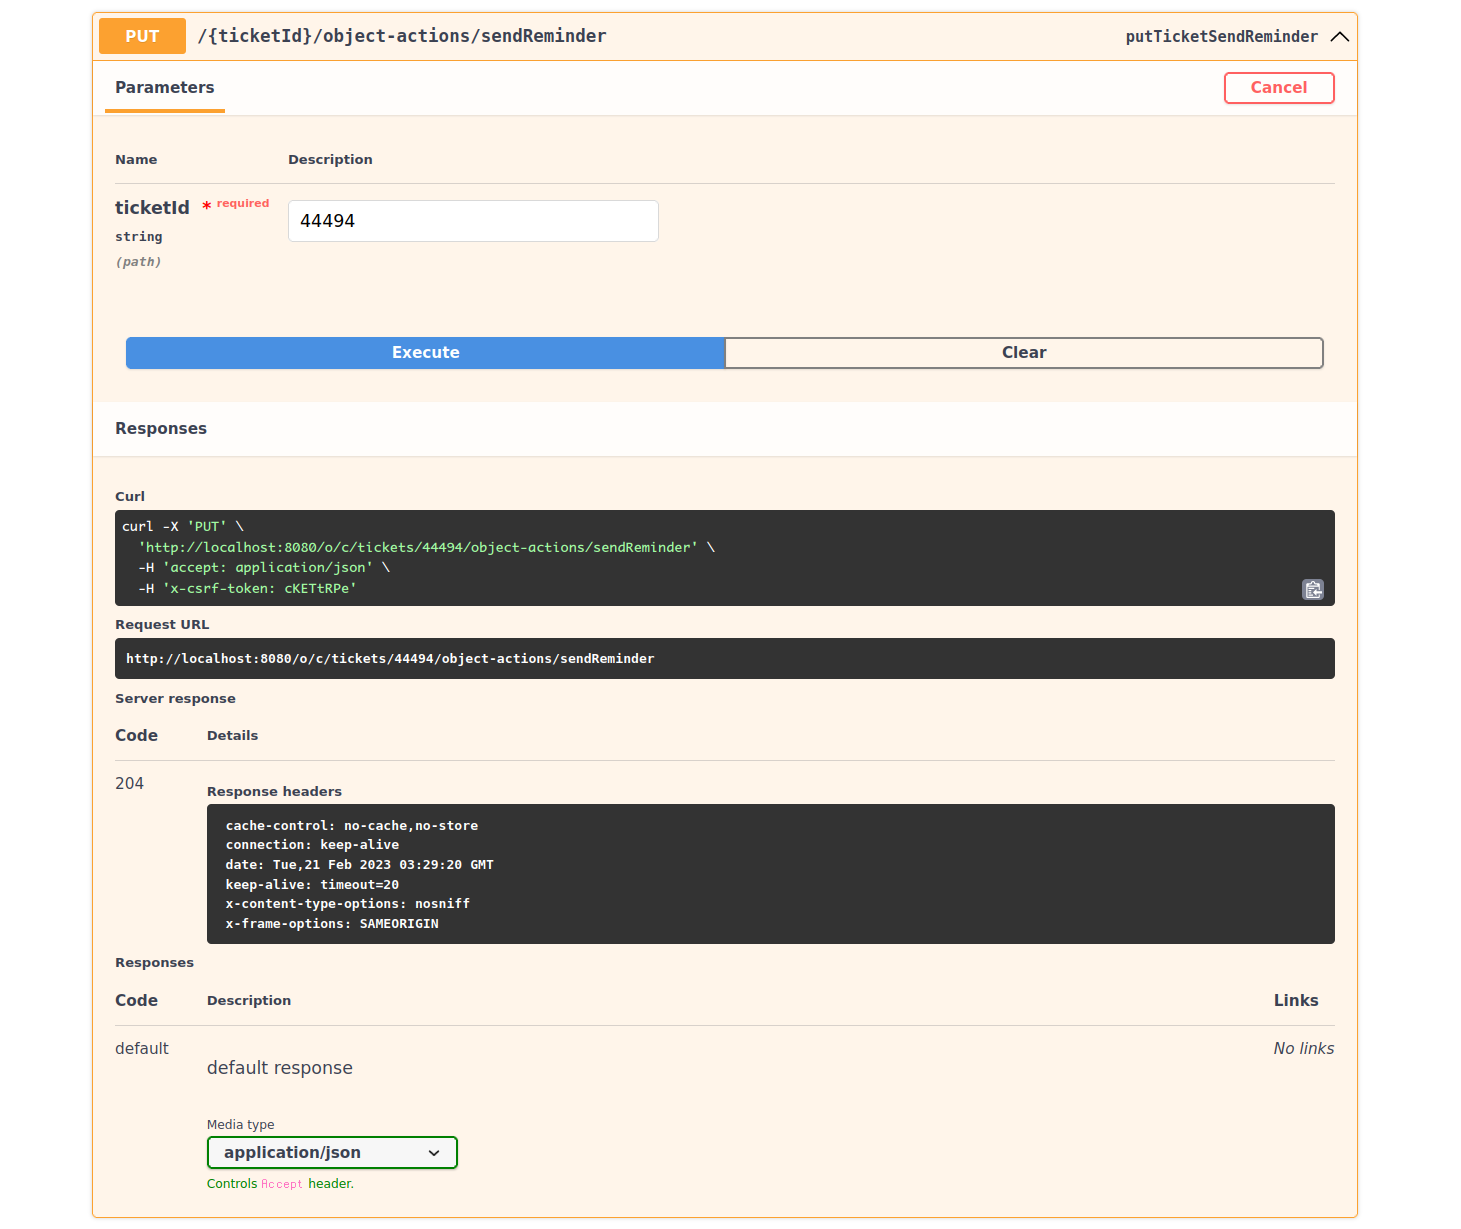 PUT /{ticketId}/object-actions/sendReminder putTicketSendReminder
Parameters Cancel
Name Description
ticketId * required 44494
string
(path)
Execute Clear
Responses
Curl
curl -X 'PUT' \
'http://localhost:8080/o/c/tickets/44494/object-actions/sendReminder' \
-H 'accept: application/json' \
-H 'x-csrf-token: cKETtRPe'
Request URL
http://localhost:8080/o/c/tickets/44494/object-actions/sendReminder
Server response
Code Details
204
Response headers
cache-control: no-cache,no-store
connection: keep-alive
date: Tue,21 Feb 2023 03:29:20 GMT
keep-alive: timeout=20
x-content-type-options: nosniff
x-frame-options: SAMEORIGIN
Responses
Code Description Links
default No links
default response
Media type
application/json
Controls Accept header.